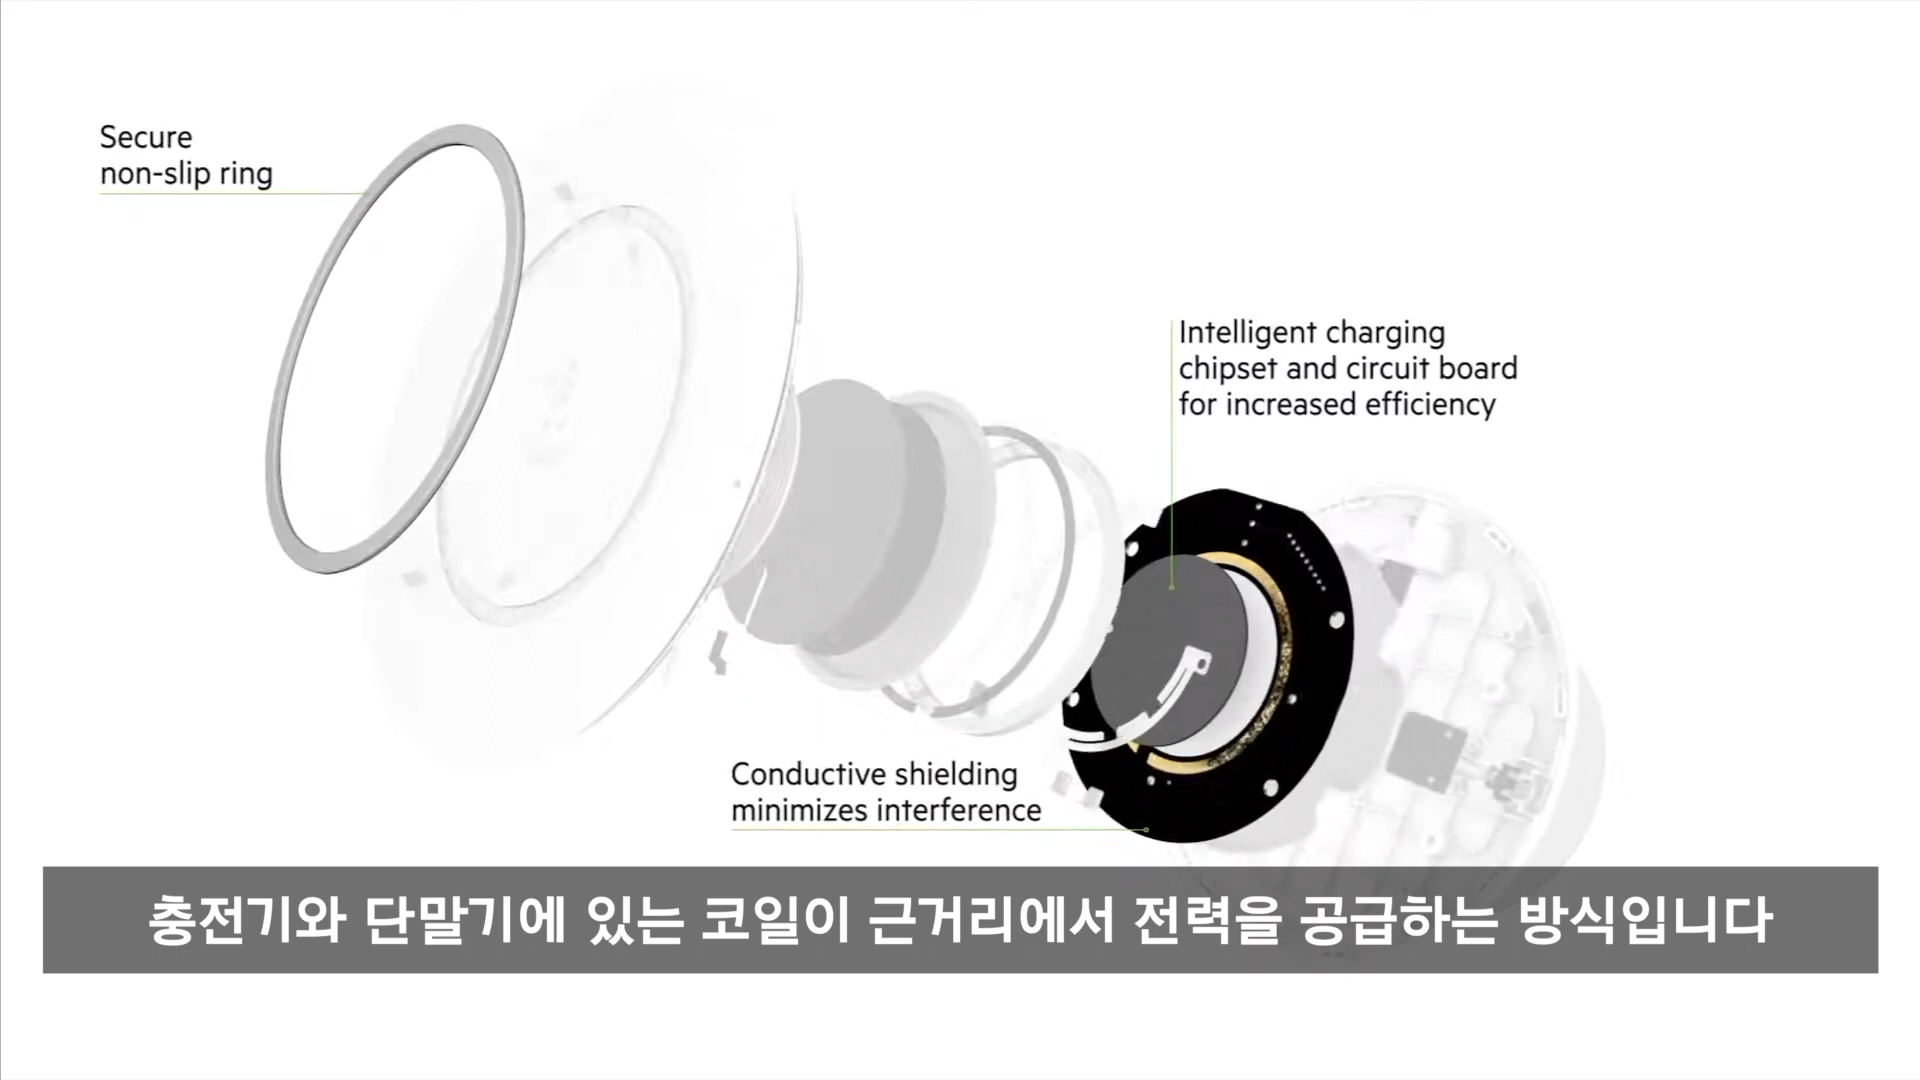 Secure
non-slip ring
Intelligent charging
chipset and circuit board
for increased efficiency
Conductive shielding
minimizes interference
충전기와 단말기에 있는 코일이 근거리에서 전력을 공급하는 방식입니다